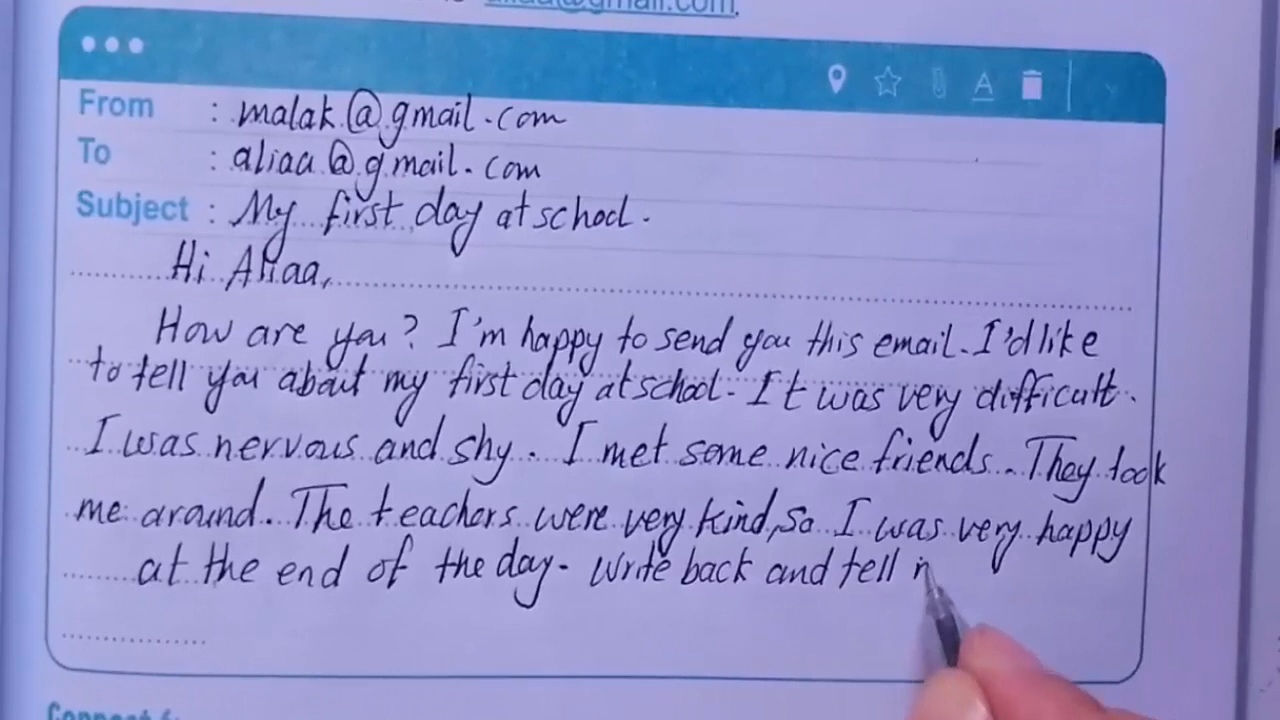 aliaa@gmail.com.
From : malak@gmail.com
To : aliaa@gmail.com
Subject : My first day at school.
Hi Aliaa,
How are you? I'm happy to send you this email. I'd like
to tell you about my first day at school. It was very difficult.
I was nervous and shy. I met some nice friends. They took
me around. The teachers were very kind, so I was very happy
at the end of the day. Write back and tell